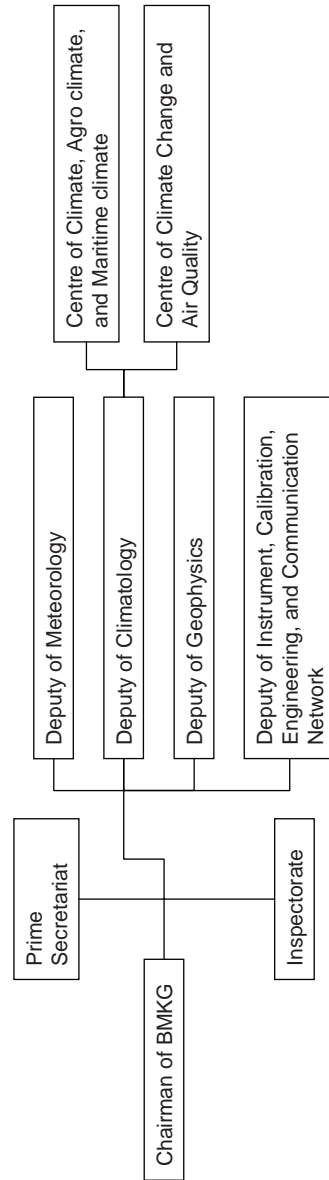 Chairman of BMKG
Prime
Secretariat
Inspectorate
Deputy of Meteorology
Deputy of Climatology
Deputy of Geophysics
Deputy of Instrument, Calibration,
Engineering, and Communication
Network
Centre of Climate, Agro climate,
and Maritime climate
Centre of Climate Change and
Air Quality